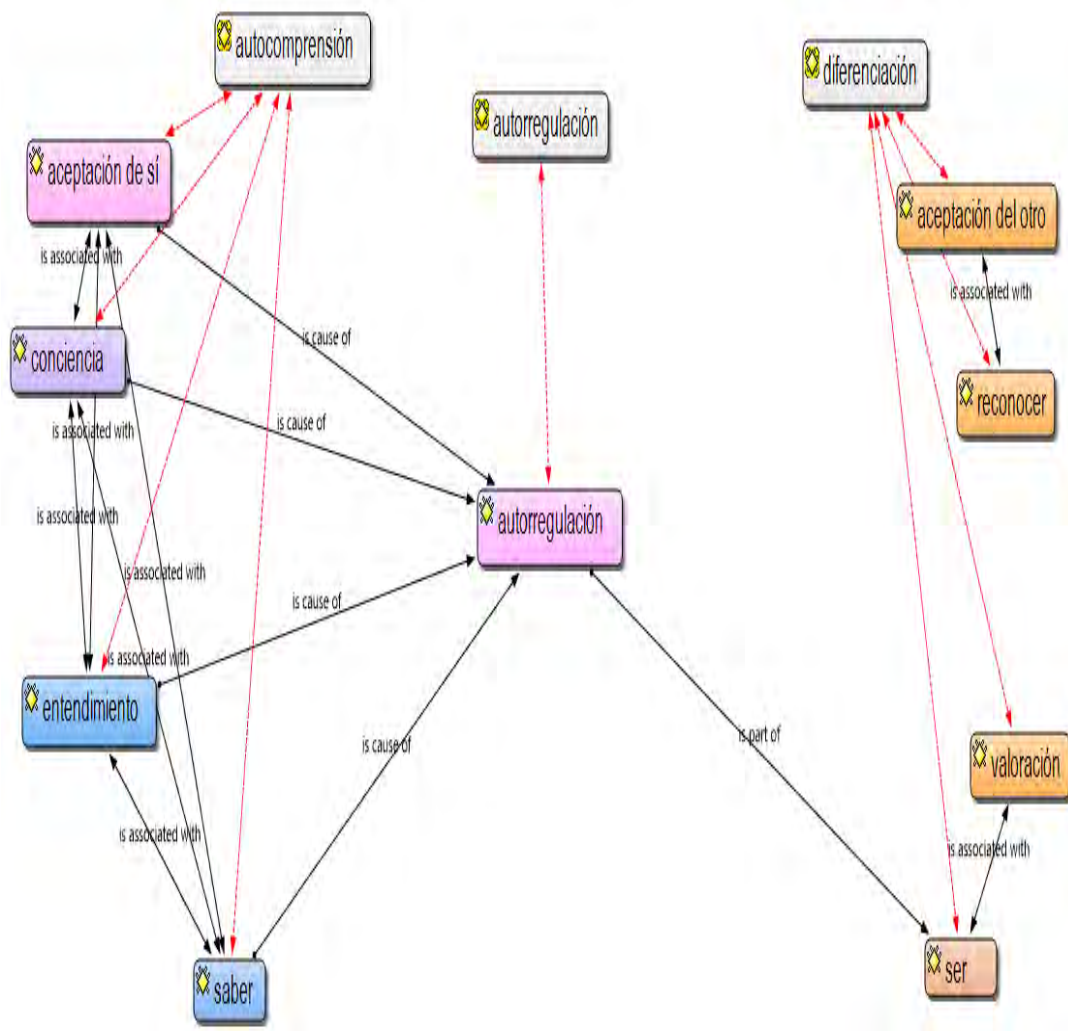 autocomprensión
diferenciación
autorregulación
aceptación de sí
aceptación del otro
is associated with
is associated with
conciencia
is cause of
reconocer
is cause of
is associated with
is associated with
autorregulación
is associated with
is cause of
is associated with
entendimiento
is part of
is cause of
valoración
is associated with
is associated with
saber
ser